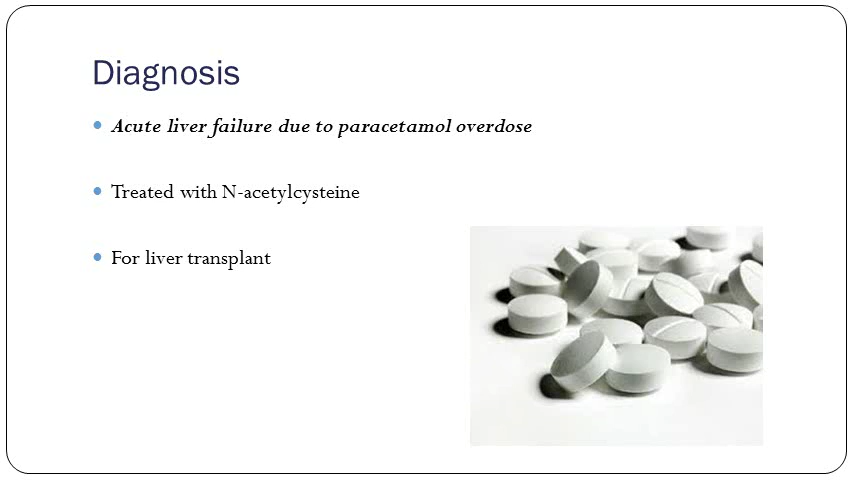 Diagnosis
Acute liver failure due to paracetamol overdose
Treated with N-acetylcysteine
For liver transplant